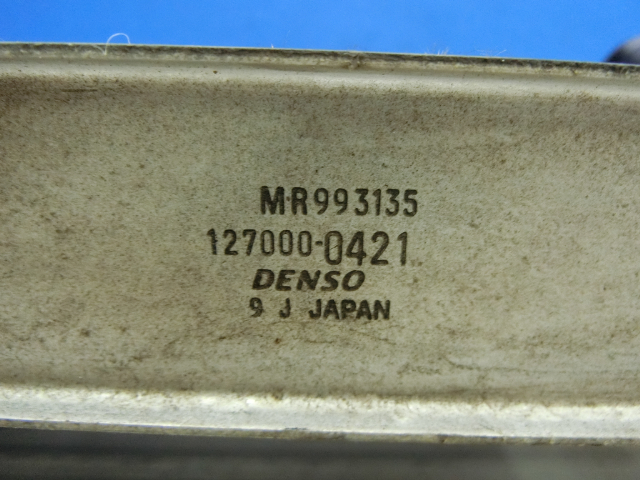 MR993135
127000-0421
DENSO
9 J JAPAN